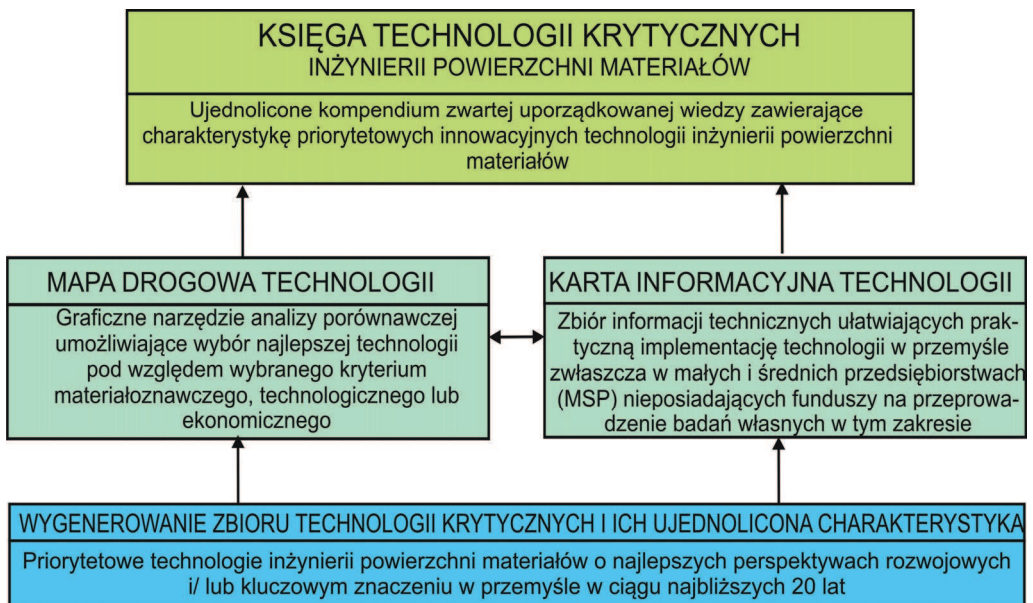 KSIĘGA TECHNOLOGII KRYTYCZNYCH
INŻYNIERII POWIERZCHNI MATERIAŁÓW
Ujednolicone kompendium zwartej uporządkowanej wiedzy zawierające
charakterystykę priorytetowych innowacyjnych technologii inżynierii powierzchni
materiałów
MAPA DROGOWA TECHNOLOGII
Graficzne narzędzie analizy porównawczej
umożliwiające wybór najlepszej technologii
pod względem wybranego kryterium
materiałoznawczego, technologicznego lub
ekonomicznego
KARTA INFORMACYJNA TECHNOLOGII
Zbiór informacji technicznych ułatwiających prak-
tyczną implementację technologii w przemyśle
zwłaszcza w małych i średnich przedsiębiorstwach
(MSP) nieposiadających funduszy na przeprowa-
dzenie badań własnych w tym zakresie
WYGENEROWANIE ZBIORU TECHNOLOGII KRYTYCZNYCH I ICH UJEDNOLICONA CHARAKTERYSTYKA
Priorytetowe technologie inżynierii powierzchni materiałów o najlepszych perspektywach rozwojowych
i/ lub kluczowym znaczeniu w przemyśle w ciągu najbliższych 20 lat